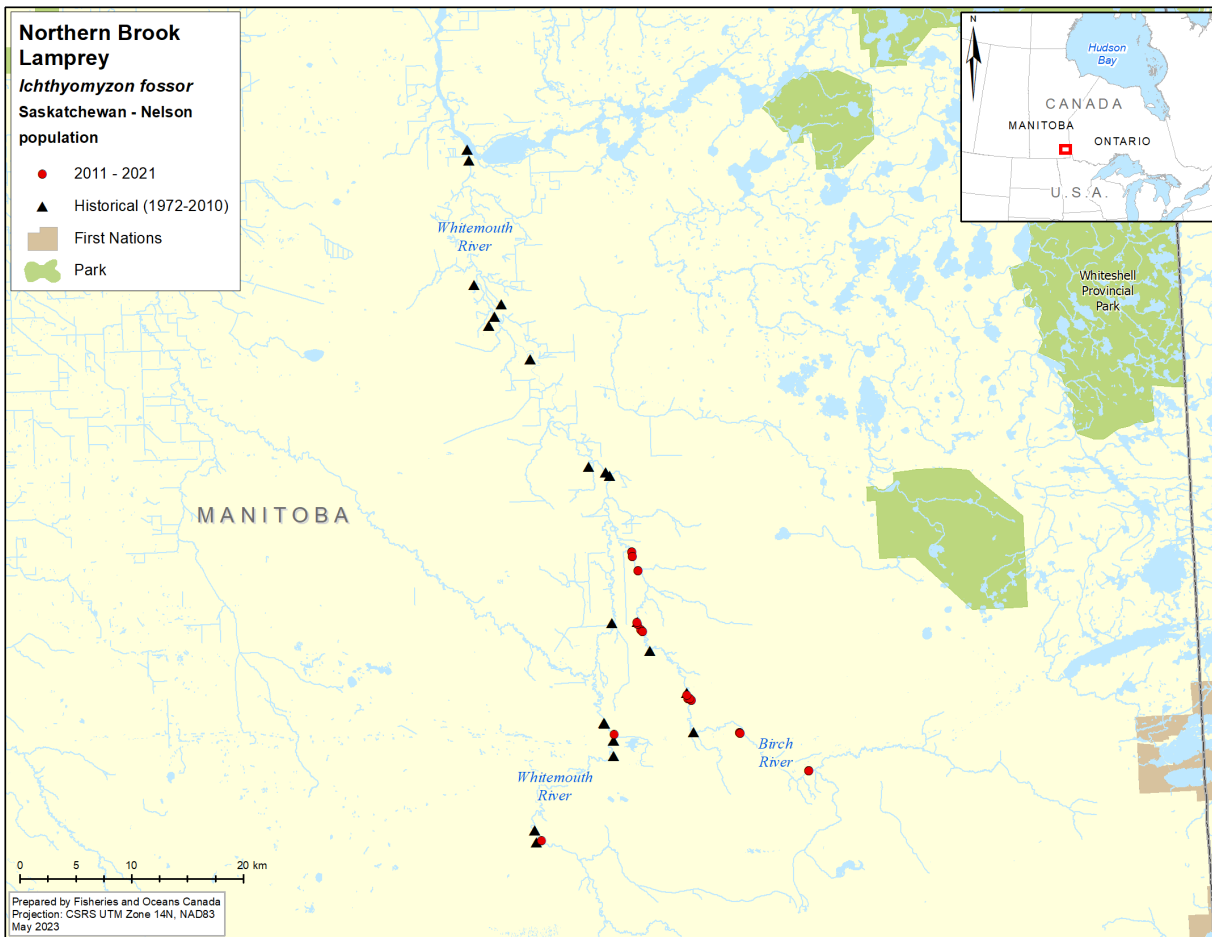 Northern Brook
Lamprey
Ichthyomyzon fossor
Saskatchewan - Nelson
population
2011 - 2021
Historical (1972-2010)
First Nations
Park
N
Hudson
Bay
CANADA
MANITOBA
ONTARIO
U.S.A.
Whitemouth
River
Whiteshell
Provincial
Park
MANITOBA
Birch
River
Whitemouth
River
0 5 10 20 km
Prepared by Fisheries and Oceans Canada
Projection: CSRS UTM Zone 14N, NAD83
May 2023